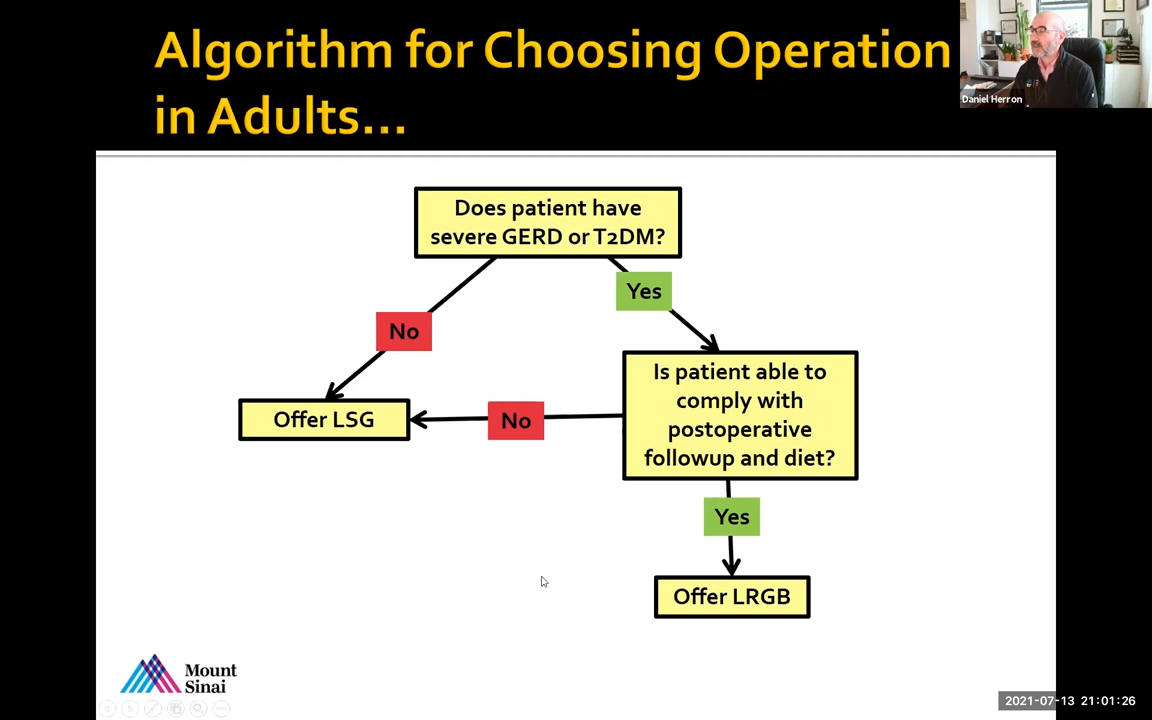 Algorithm for Choosing Operation
in Adults...
Daniel Herron
Does patient have
severe GERD or T2DM?
Yes
No
Is patient able to
comply with
postoperative
followup and diet?
Offer LSG
No
Yes
Offer LRGB
Mount
Sinai
2021-07-13 21:01:26